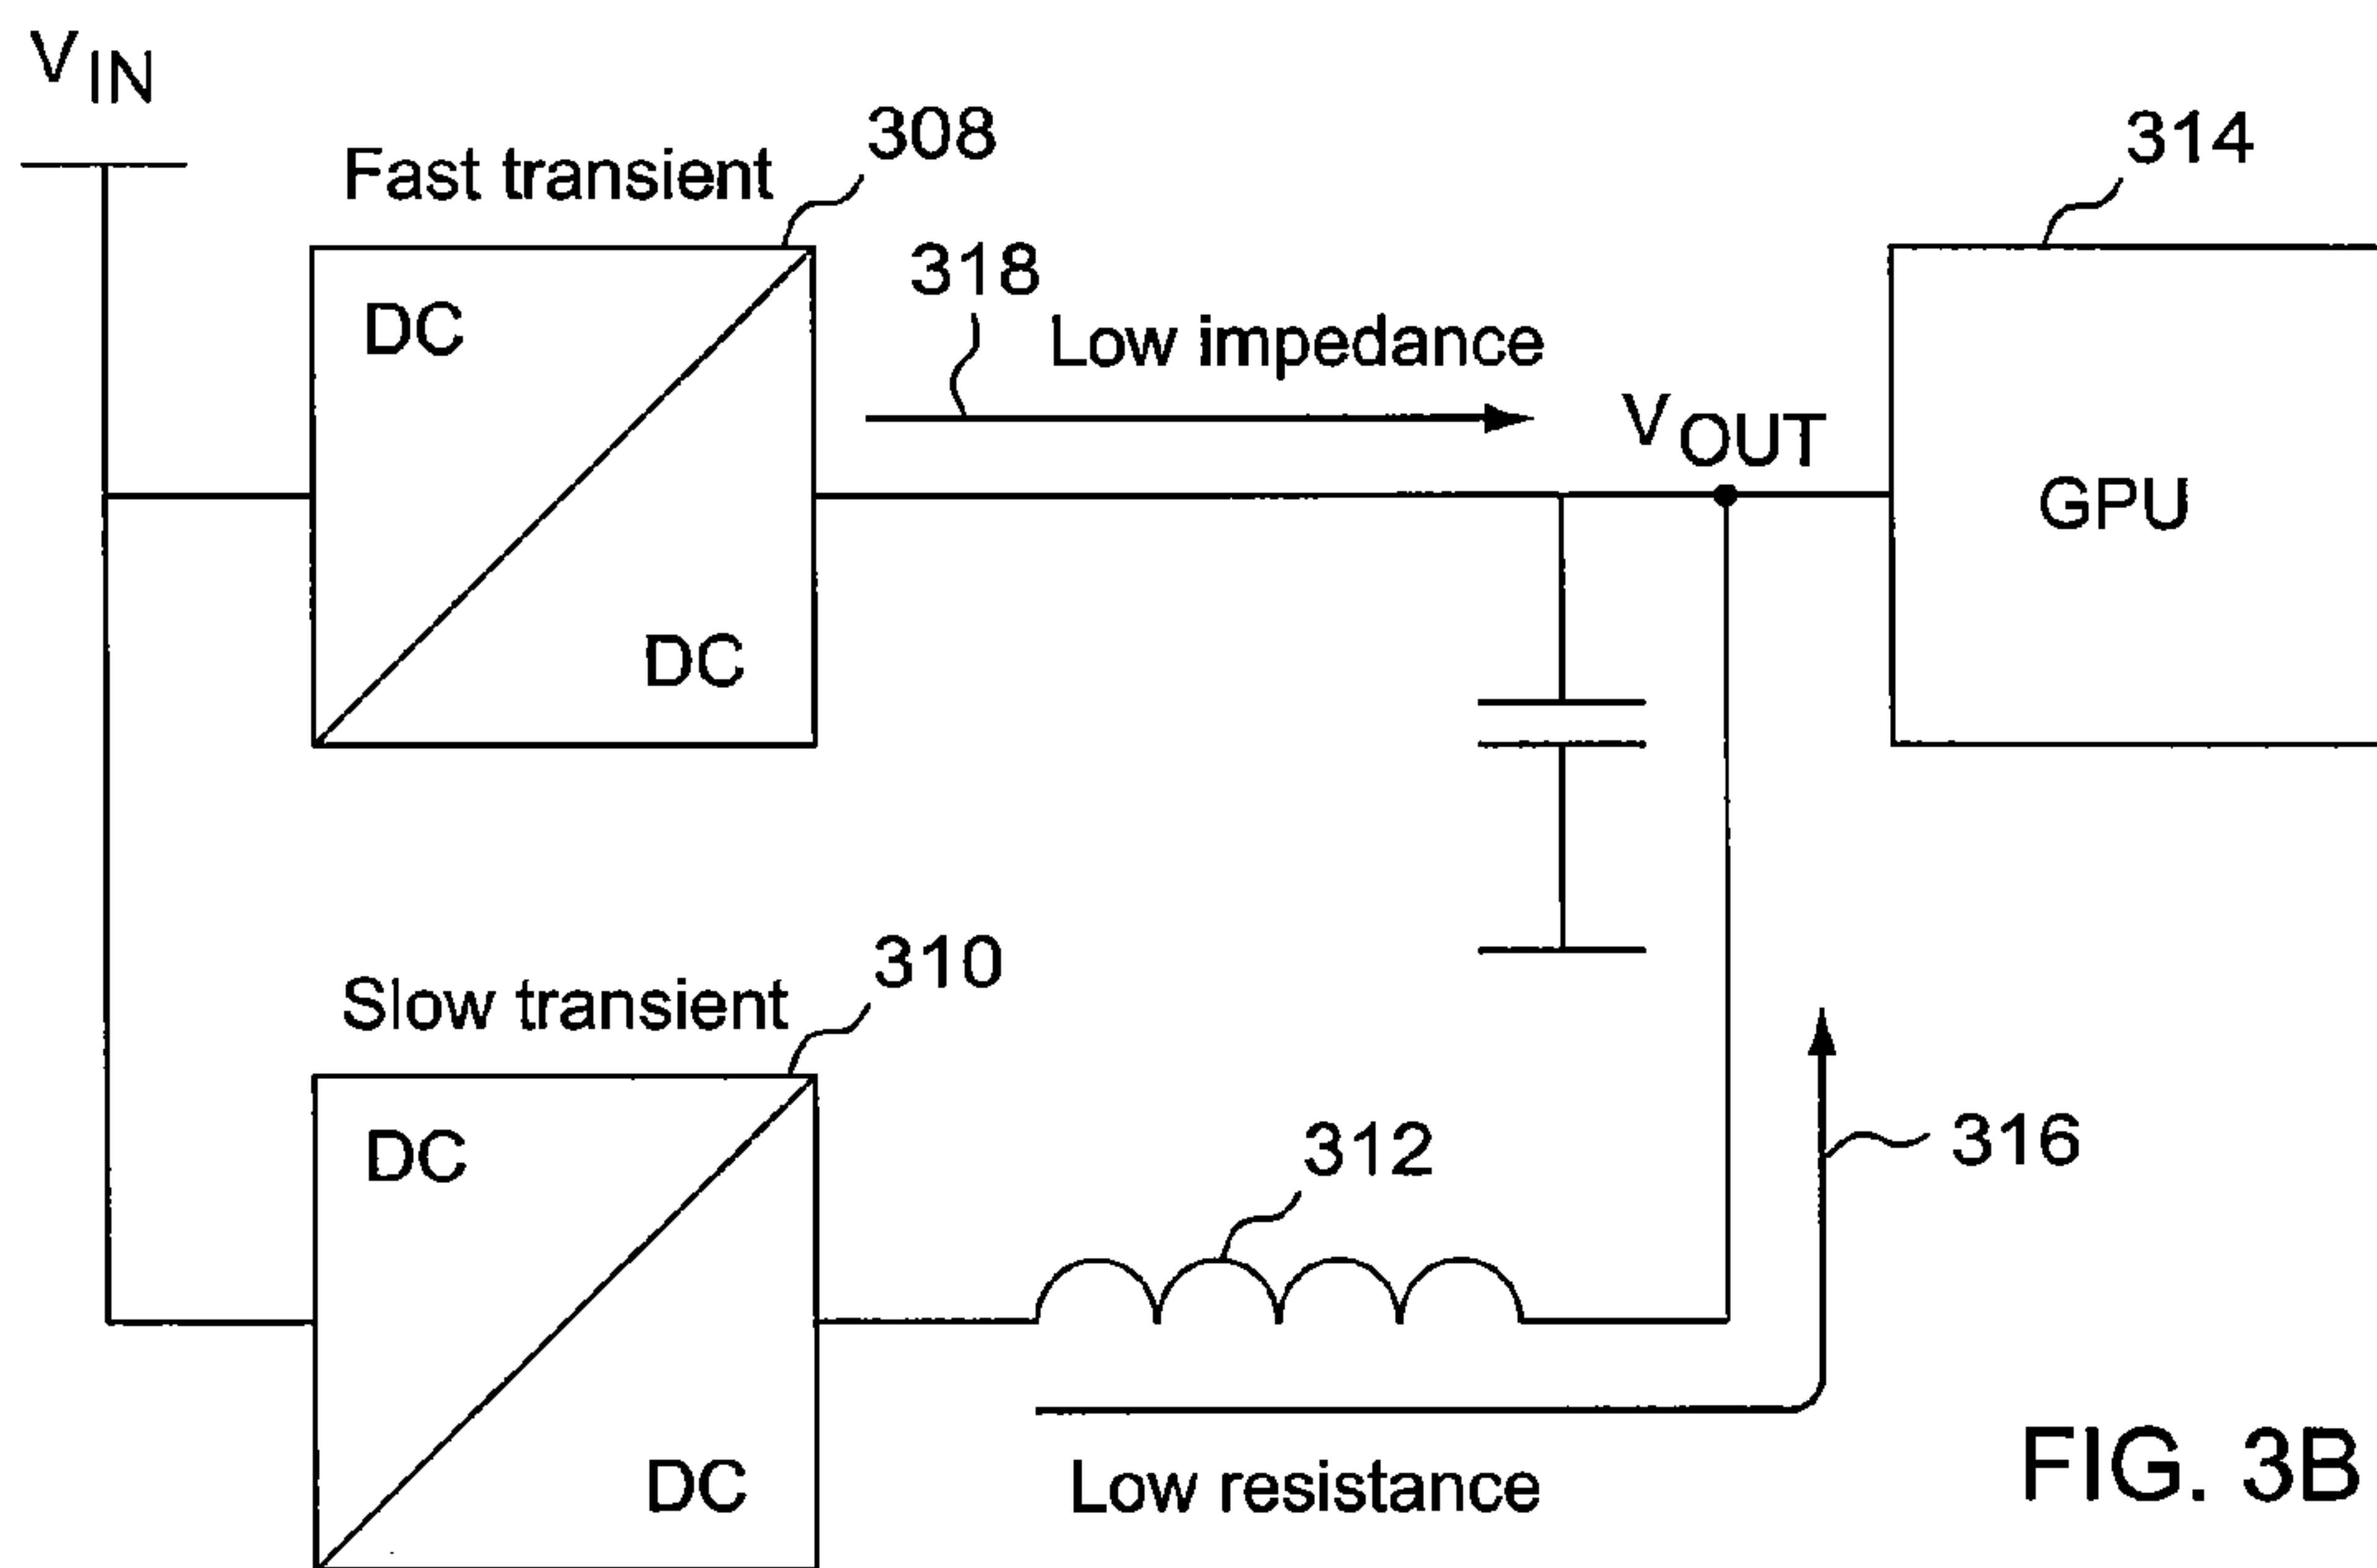 VIN
Fast transient
308
314
318
Low impedance
DC
DC
VOUT
GPU
Slow transient
310
DC
DC
312
316
Low resistance
FIG. 3B